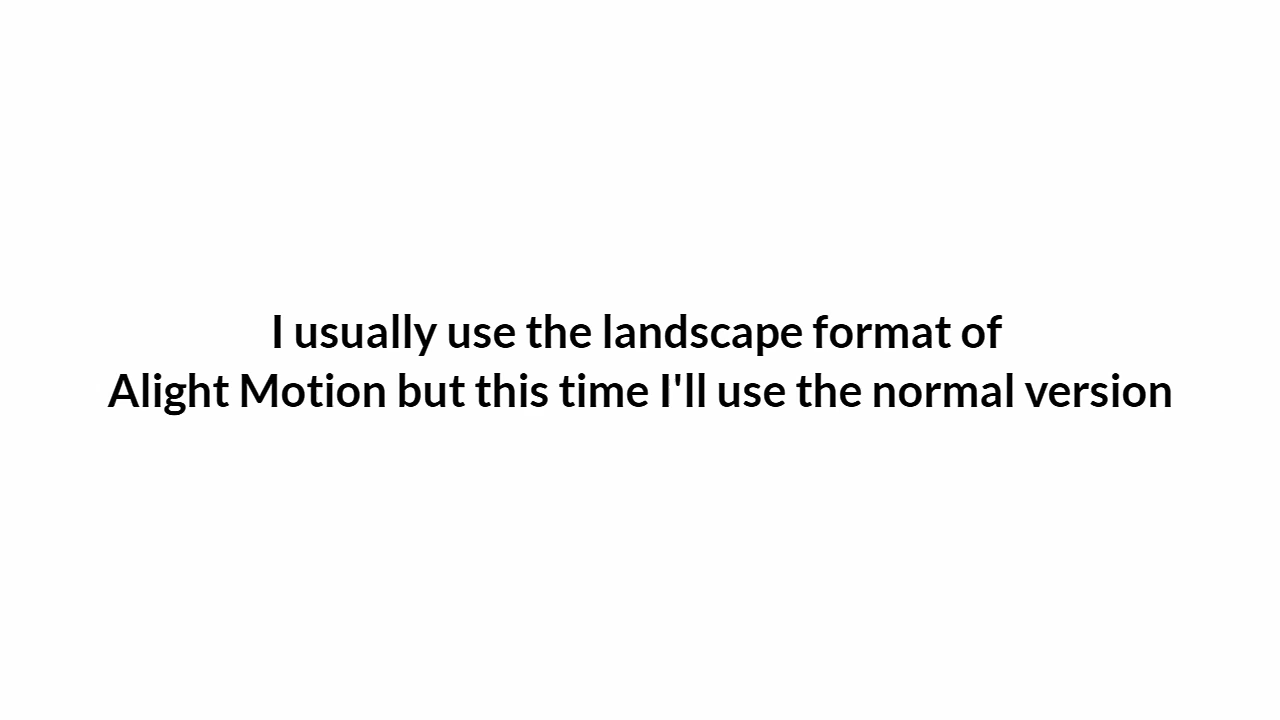 I usually use the landscape format of
Alight Motion but this time I'll use the normal version